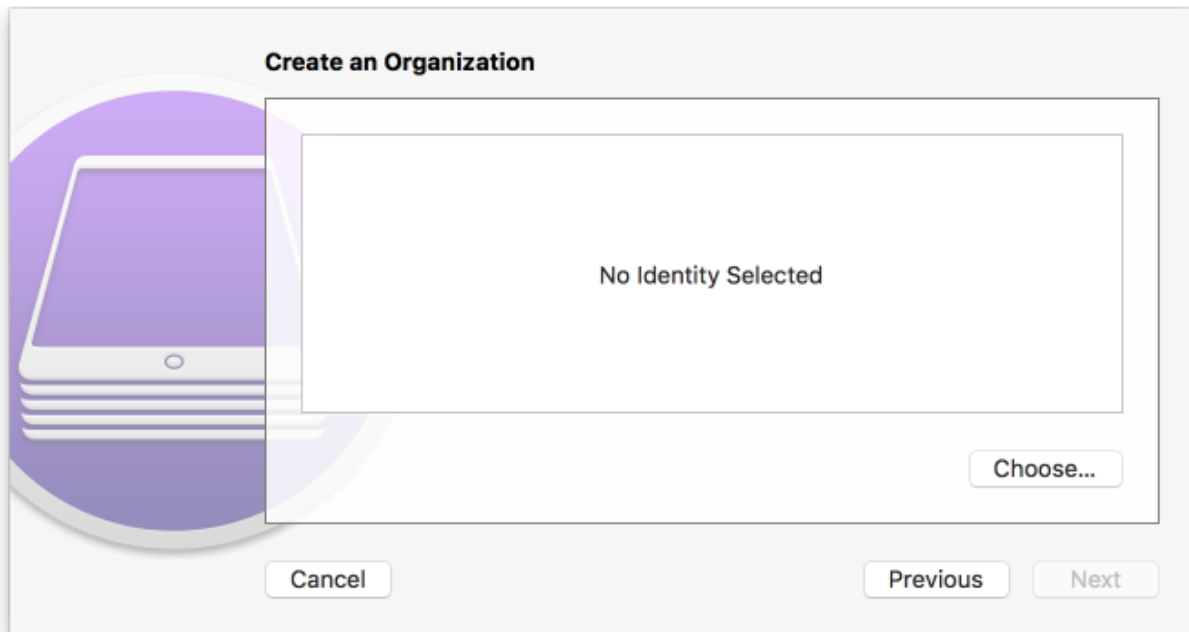 Create an Organization
No Identity Selected
Choose...
Cancel
Previous
Next